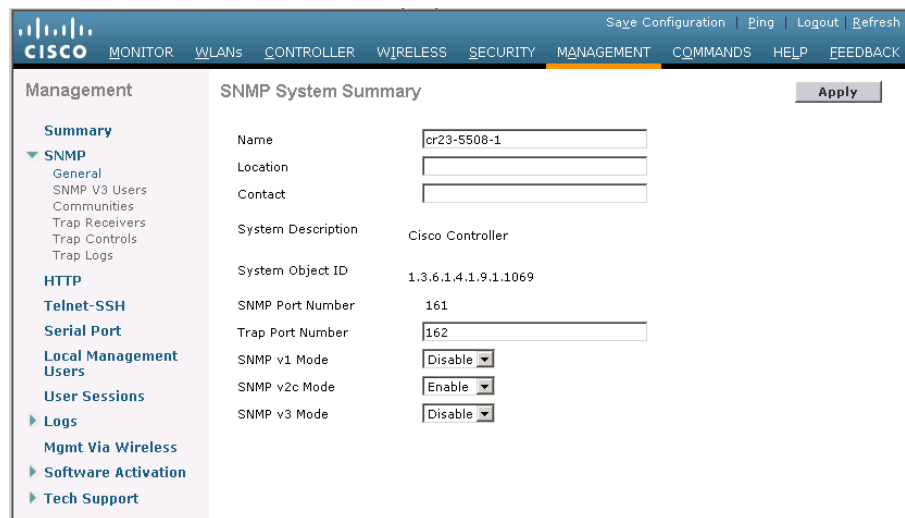 Save Configuration | Ping | Logout | Refresh
CISCO MONITOR WLANs CONTROLLER WIRELESS SECURITY MANAGEMENT COMMANDS HELP FEEDBACK
Management
Summary
SNMP
General
SNMP V3 Users
Communities
Trap Receivers
Trap Controls
Trap Logs
HTTP
Telnet-SSH
Serial Port
Local Management
Users
User Sessions
Logs
Mgmt Via Wireless
Software Activation
Tech Support
SNMP System Summary
Apply
Name cr23-5508-1
Location
Contact
System Description Cisco Controller
System Object ID 1.3.6.1.4.1.9.1.1069
SNMP Port Number 161
Trap Port Number 162
SNMP v1 Mode Disable
SNMP v2c Mode Enable
SNMP v3 Mode Disable